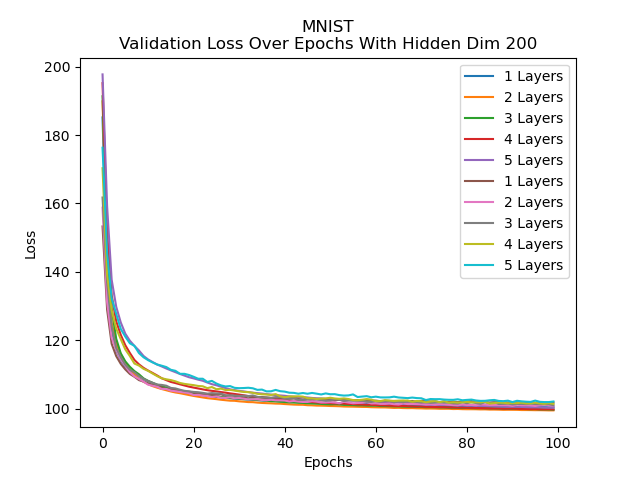 MNIST
Validation Loss Over Epochs With Hidden Dim 200
200
180
160
140
120
100
Loss
0
20
40
60
80
100
Epochs
1 Layers
2 Layers
3 Layers
4 Layers
5 Layers
1 Layers
2 Layers
3 Layers
4 Layers
5 Layers